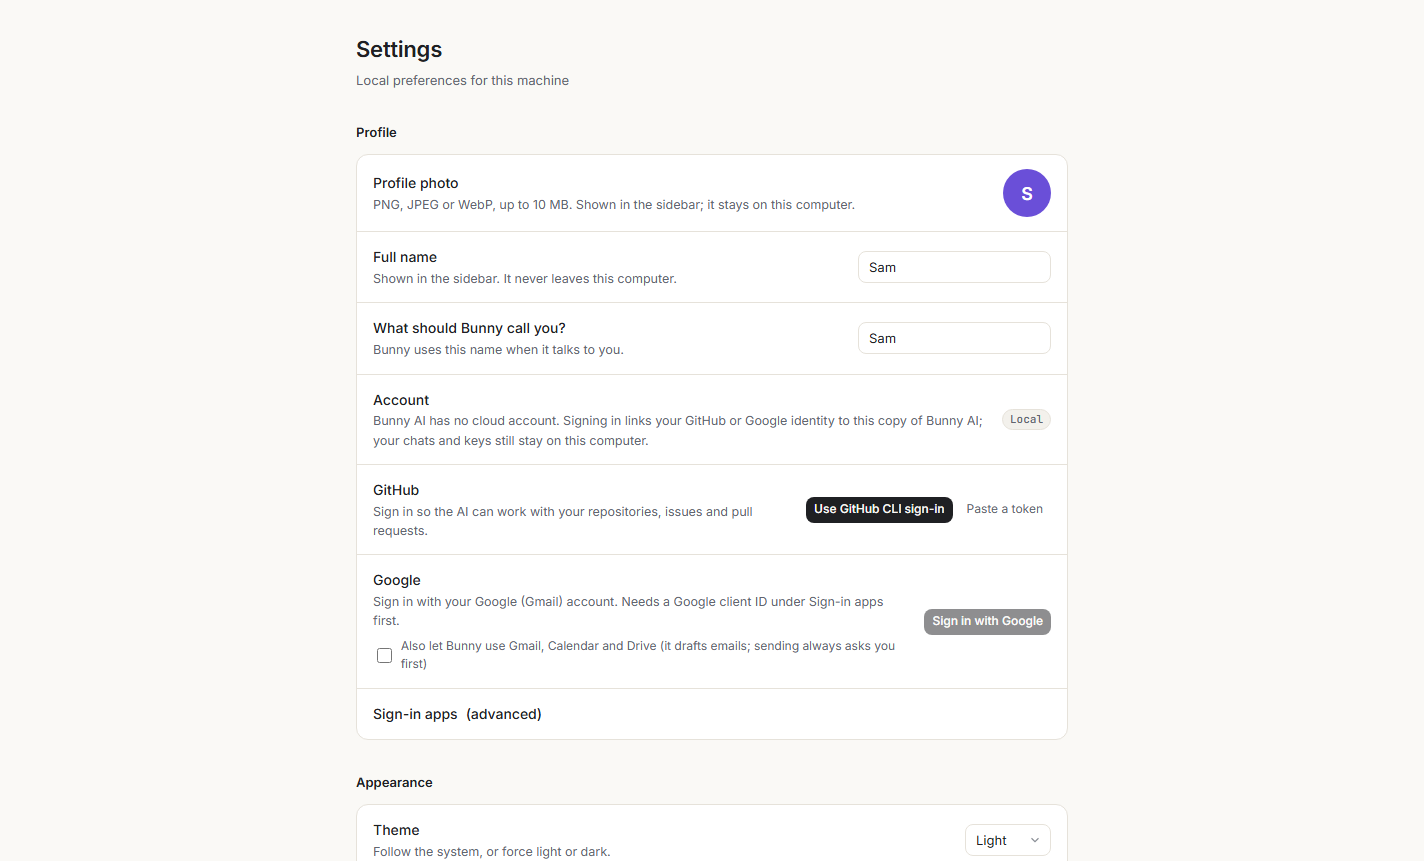 Settings
Local preferences for this machine
Profile
Profile photo
PNG, JPEG or WebP, up to 10 MB. Shown in the sidebar; it stays on this computer.
S
Full name
Shown in the sidebar. It never leaves this computer.
Sam
What should Bunny call you?
Bunny uses this name when it talks to you.
Sam
Account
Bunny AI has no cloud account. Signing in links your GitHub or Google identity to this copy of Bunny AI;
your chats and keys still stay on this computer.
Local
GitHub
Sign in so the AI can work with your repositories, issues and pull
requests.
Use GitHub CLI sign-in
Paste a token
Google
Sign in with your Google (Gmail) account. Needs a Google client ID under Sign-in apps
first.
Also let Bunny use Gmail, Calendar and Drive (it drafts emails; sending always asks you
first)
Sign in with Google
Sign-in apps (advanced)
Appearance
Theme
Follow the system, or force light or dark.
Light